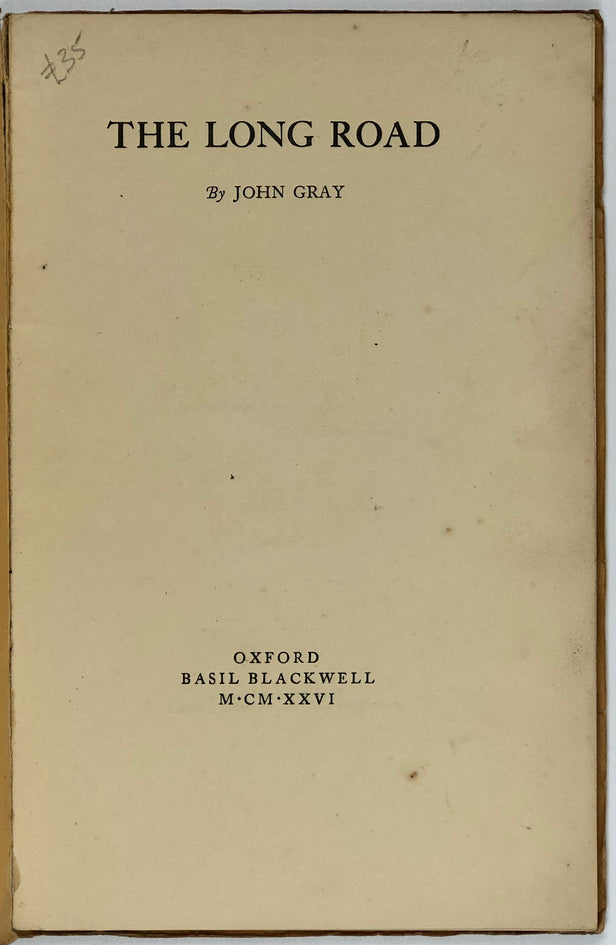 £35
THE LONG ROAD
By JOHN GRAY
OXFORD
BASIL BLACKWELL
M·CM·XXVI